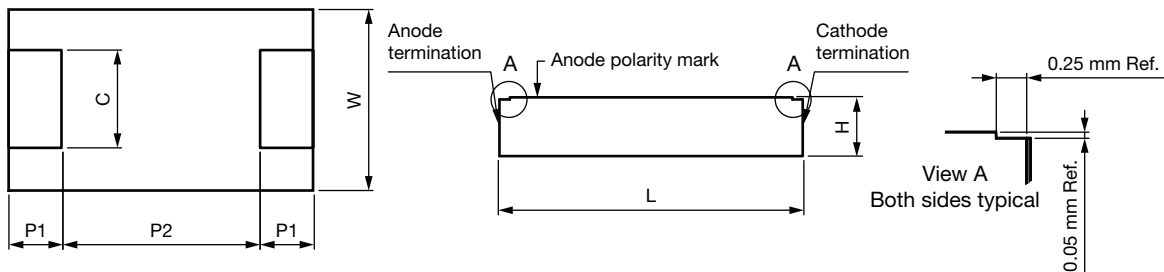 C
W
P1
P2
P1
Anode
termination
A
Anode polarity mark
A
Cathode
termination
H
L
0.25 mm Ref.
View A
Both sides typical
0.05 mm Ref.